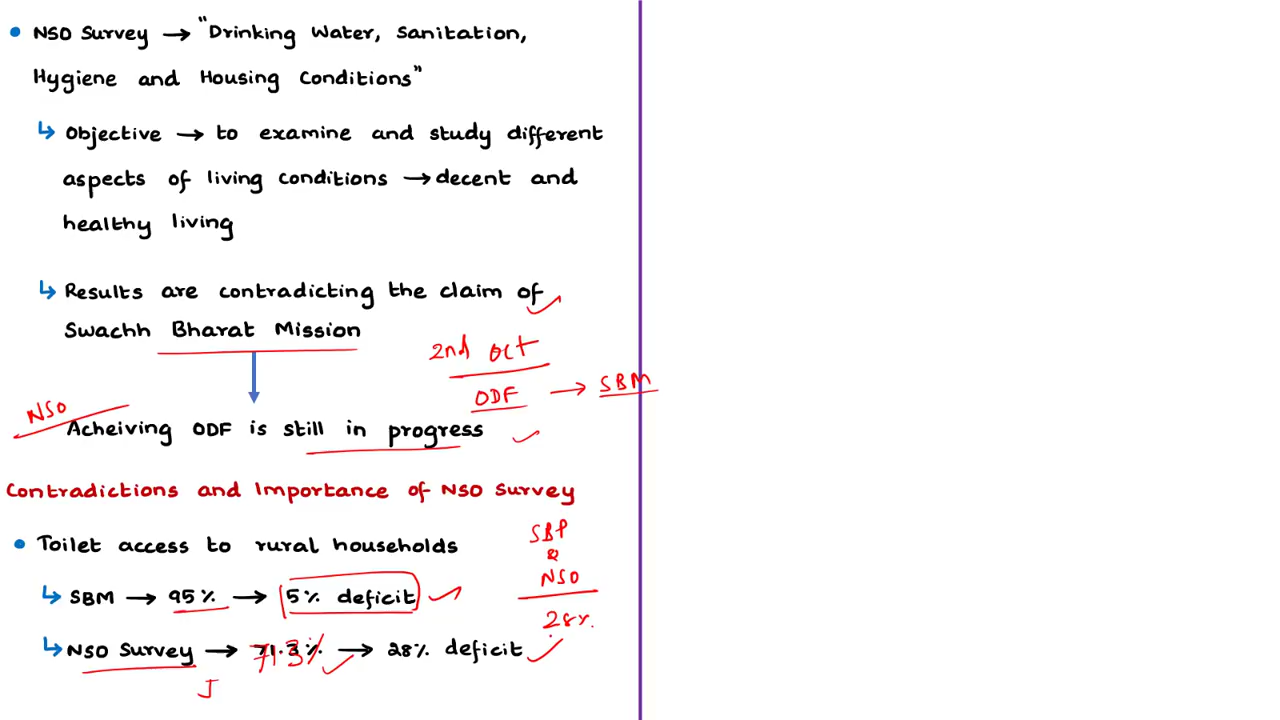 NSO Survey → "Drinking Water, Sanitation,
Hygiene and Housing Conditions"
Objective → to examine and study different
aspects of living conditions → decent and
healthy living
Results are contradicting the claim of
Swachh Bharat Mission
2nd Oct
ODF → SBM
NSO
Acheiving ODF is still in progress
Contradictions and Importance of NSO Survey
Toilet access to rural households
SBP
&
NSO
28%.
SBM → 95% → 5% deficit
NSO Survey → 71.3% → 28% deficit